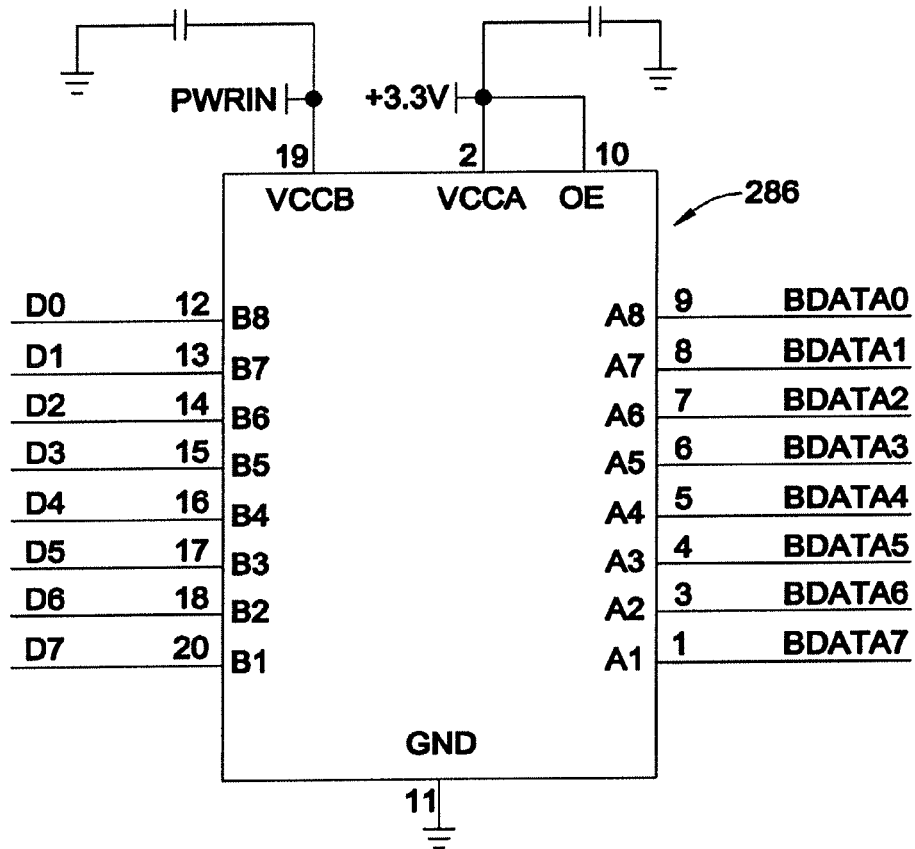 PWRIN +3.3V
19 2 10
VCCB VCCA OE
286
D0 12 B8 A8 9 BDATA0
D1 13 B7 A7 8 BDATA1
D2 14 B6 A6 7 BDATA2
D3 15 B5 A5 6 BDATA3
D4 16 B4 A4 5 BDATA4
D5 17 B3 A3 4 BDATA5
D6 18 B2 A2 3 BDATA6
D7 20 B1 A1 1 BDATA7
GND
11